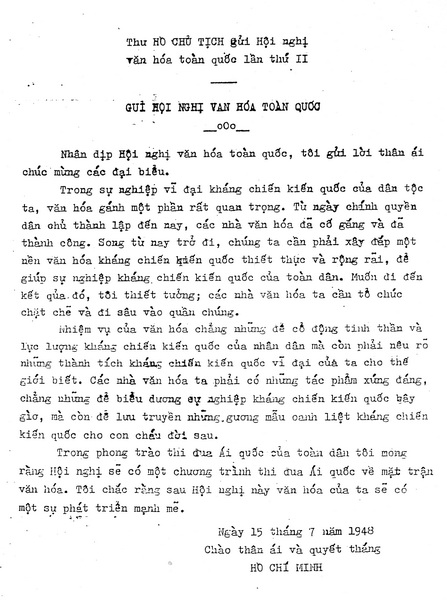 Thư HỒ CHỦ TỊCH gửi Hội nghị
văn hóa toàn quốc lần thứ II
GUỈ HỘI NGHỊ VAN HÓA TOÀN QUỐC
__oOo__
Nhân dịp Hội nghị văn hóa toàn quốc, tôi gửi lời thân ái
chúc mừng các đại biểu.
Trong sự nghiệp vĩ đại kháng chiến kiến quốc của dân tộc
ta, văn hóa gánh một phần rất quan trọng. Từ ngày chính quyền
dân chủ thành lập đến nay, các nhà văn hóa đã cố gắng và đã
thành công. Song từ nay trở đi, chúng ta cần phải xây đắp một
nền văn hóa kháng chiến kiến quốc thiết thực và rộng rãi, để
giúp sự nghiệp kháng chiến kiến quốc của toàn dân. Muốn đi đến
kết quả đó, tôi thiết tưởng; các nhà văn hóa ta cần tổ chức
chặt chẽ và đi sâu vào quần chúng.
Nhiệm vụ của văn hóa chẳng những để cổ động tinh thần và
lực lượng kháng chiến kiến quốc của nhân dân mà còn phải nêu rõ
những thành tích kháng chiến kiến quốc vĩ đại của ta cho thế
giới biết. Các nhà văn hóa ta phải có những tác phẩm xứng đáng,
chẳng những để biểu dương sự nghiệp kháng chiến kiến quốc bây
giờ, mà còn để lưu truyền những gương mẫu oanh liệt kháng chiến
kiến quốc cho con cháu đời sau.
Trong phong trào thi đua Ái quốc của toàn dân tôi mong
rằng Hội nghị sẽ có một chương trình thi đua Ái quốc về mặt trận
văn hóa. Tôi chắc rằng sau Hội nghị này văn hóa của ta sẽ có
một sự phát triển mạnh mẽ.
Ngày 15 tháng 7 năm 1948
Chào thân ái và quyết thắng
HỒ CHÍ MINH